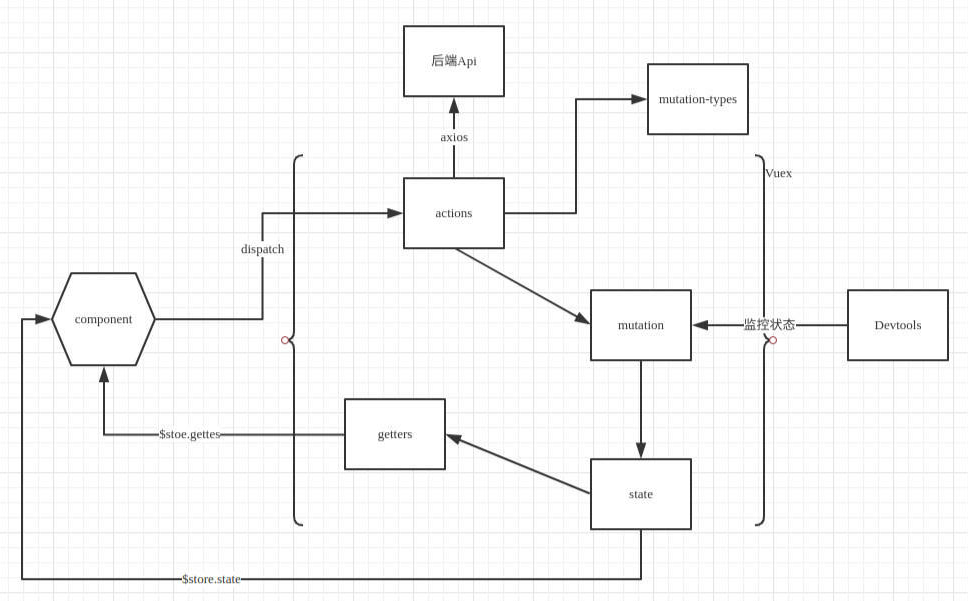 后端Api
mutation-types
axios
Vuex
actions
dispatch
component
mutation
监控状态
Devtools
$stoe.gettes
getters
state
$store.state